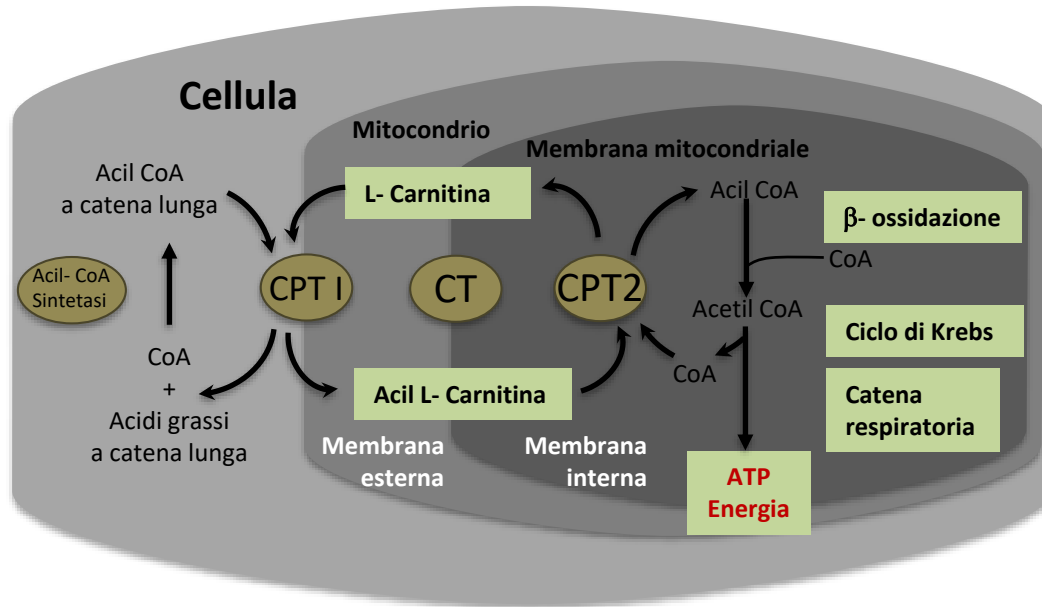 Cellula
Mitocondrio
Membrana mitocondriale
Acil CoA
a catena lunga
L- Carnitina
Acil CoA
β- ossidazione
CoA
Acil- CoA
Sintetasi
CPT I
CT
CPT2
Acetil CoA
Ciclo di Krebs
CoA
+
Acidi grassi
a catena lunga
Acil L- Carnitina
CoA
Catena
respiratoria
Membrana
esterna
Membrana
interna
ATP
Energia